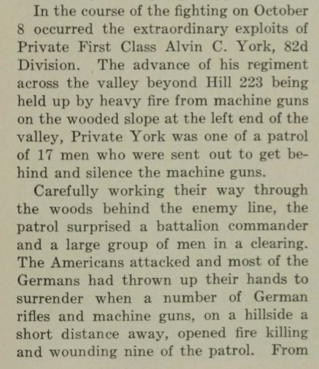 In the course of the fighting on October
8 occurred the extraordinary exploits of
Private First Class Alvin C. York, 82d
Division. The advance of his regiment
across the valley beyond Hill 223 being
held up by heavy fire from machine guns
on the wooded slope at the left end of the
valley, Private York was one of a patrol
of 17 men who were sent out to get be-
hind and silence the machine guns.
Carefully working their way through
the woods behind the enemy line, the
patrol surprised a battalion commander
and a large group of men in a clearing.
The Americans attacked and most of the
Germans had thrown up their hands to
surrender when a number of German
rifles and machine guns, on a hillside a
short distance away, opened fire killing
and wounding nine of the patrol. From